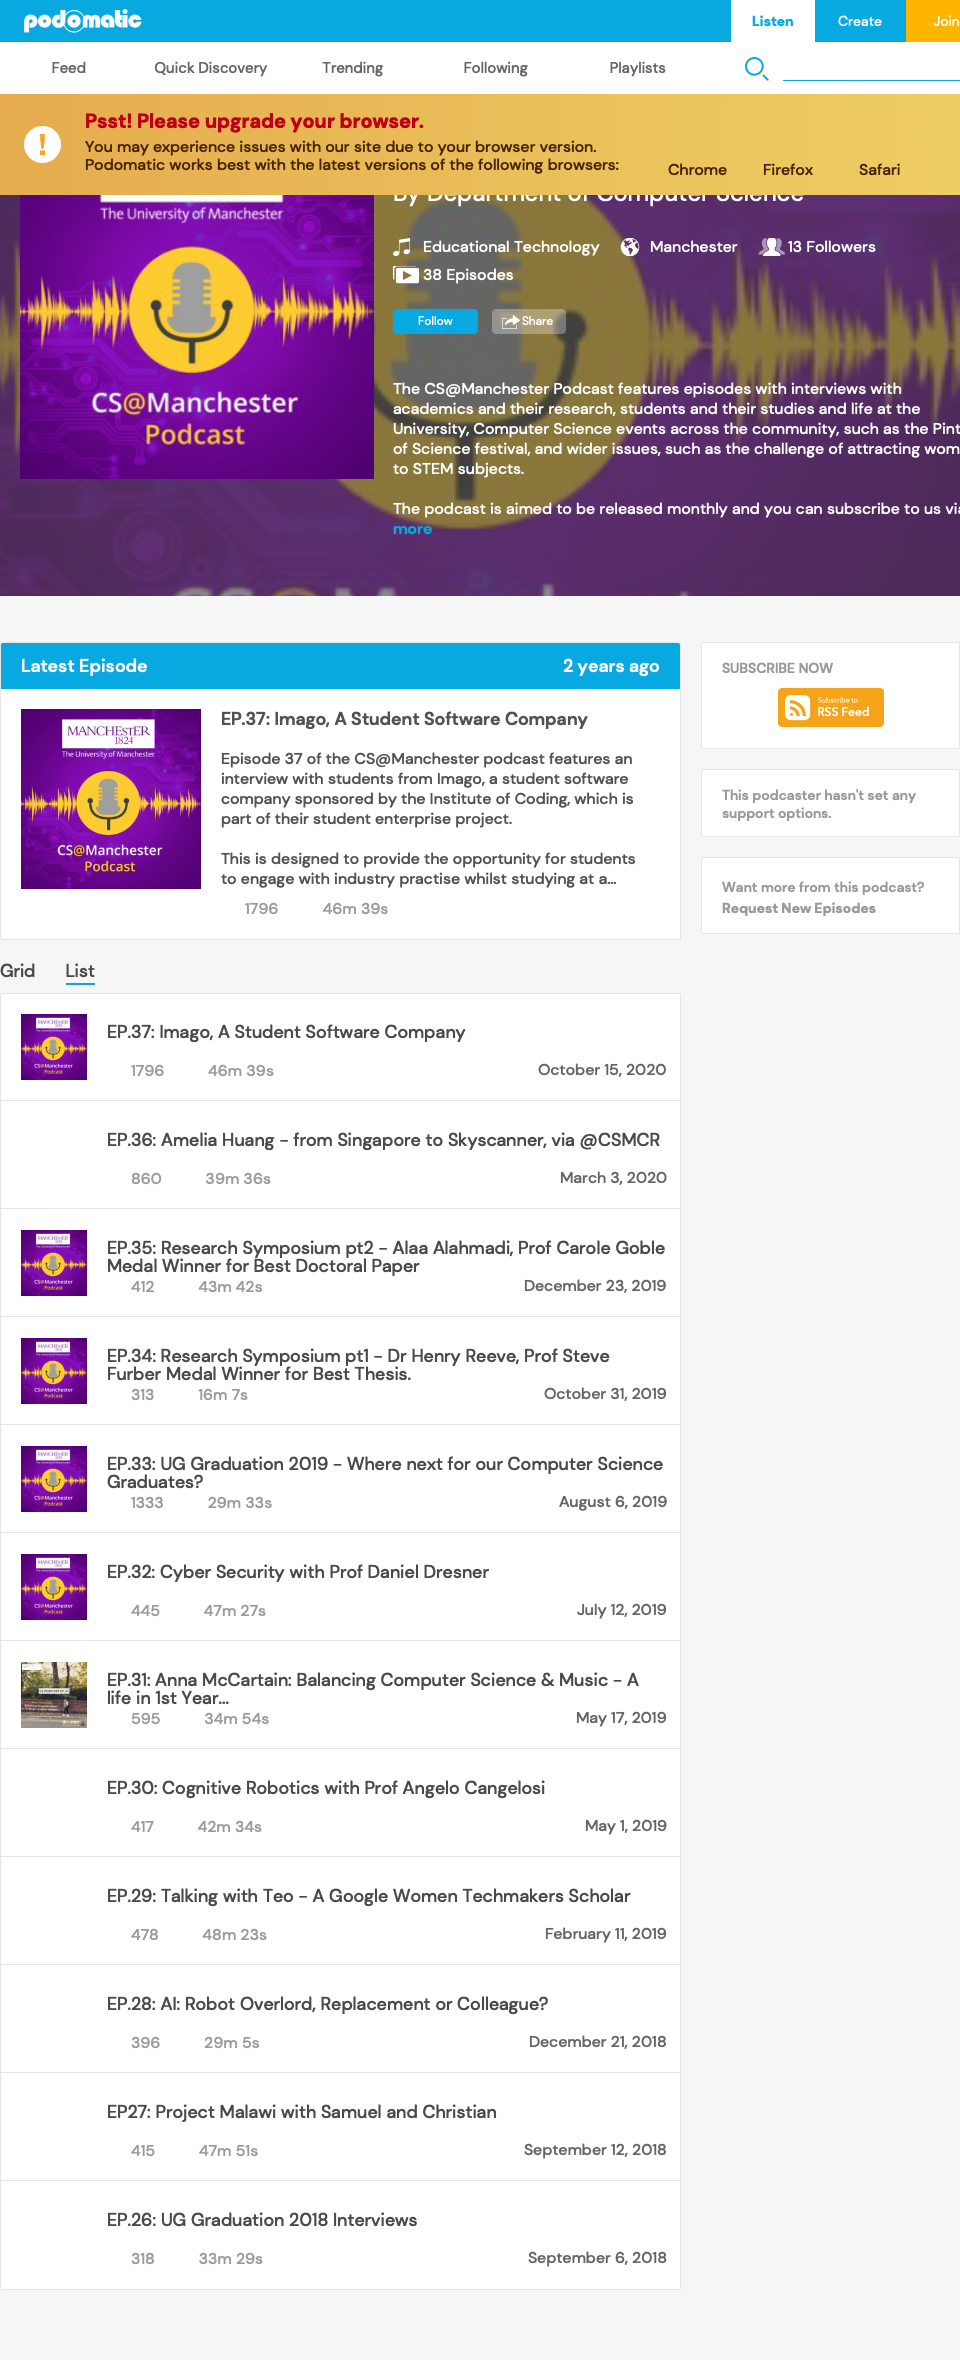 podomatic
Listen
Create
Join
Feed
Quick Discovery
Trending
Following
Playlists
Psst! Please upgrade your browser.
You may experience issues with our site due to your browser version.
Podomatic works best with the latest versions of the following browsers:
Chrome
Firefox
Safari
The University of Manchester
CS@Manchester
Podcast
By Department of Computer Science
Educational Technology
Manchester
13 Followers
38 Episodes
Follow
Share
The CS@Manchester Podcast features episodes with interviews with
academics and their research, students and their studies and life at the
University, Computer Science events across the community, such as the Pint
of Science festival, and wider issues, such as the challenge of attracting wom
to STEM subjects.
The podcast is aimed to be released monthly and you can subscribe to us via
more
Latest Episode
2 years ago
MANCHESTER
1824
The University of Manchester
CS@Manchester
Podcast
EP.37: Imago, A Student Software Company
Episode 37 of the CS@Manchester podcast features an
interview with students from Imago, a student software
company sponsored by the Institute of Coding, which is
part of their student enterprise project.
This is designed to provide the opportunity for students
to engage with industry practise whilst studying at a...
1796
46m 39s
SUBSCRIBE NOW
Subscribe to
RSS Feed
This podcaster hasn't set any
support options.
Want more from this podcast?
Request New Episodes
Grid
List
EP.37: Imago, A Student Software Company
1796
46m 39s
October 15, 2020
EP.36: Amelia Huang - from Singapore to Skyscanner, via @CSMCR
860
39m 36s
March 3, 2020
EP.35: Research Symposium pt2 - Alaa Alahmadi, Prof Carole Goble
Medal Winner for Best Doctoral Paper
412
43m 42s
December 23, 2019
EP.34: Research Symposium pt1 - Dr Henry Reeve, Prof Steve
Furber Medal Winner for Best Thesis.
313
16m 7s
October 31, 2019
EP.33: UG Graduation 2019 - Where next for our Computer Science
Graduates?
1333
29m 33s
August 6, 2019
EP.32: Cyber Security with Prof Daniel Dresner
445
47m 27s
July 12, 2019
EP.31: Anna McCartain: Balancing Computer Science & Music - A
life in 1st Year...
595
34m 54s
May 17, 2019
EP.30: Cognitive Robotics with Prof Angelo Cangelosi
417
42m 34s
May 1, 2019
EP.29: Talking with Teo - A Google Women Techmakers Scholar
478
48m 23s
February 11, 2019
EP.28: AI: Robot Overlord, Replacement or Colleague?
396
29m 5s
December 21, 2018
EP27: Project Malawi with Samuel and Christian
415
47m 51s
September 12, 2018
EP.26: UG Graduation 2018 Interviews
318
33m 29s
September 6, 2018